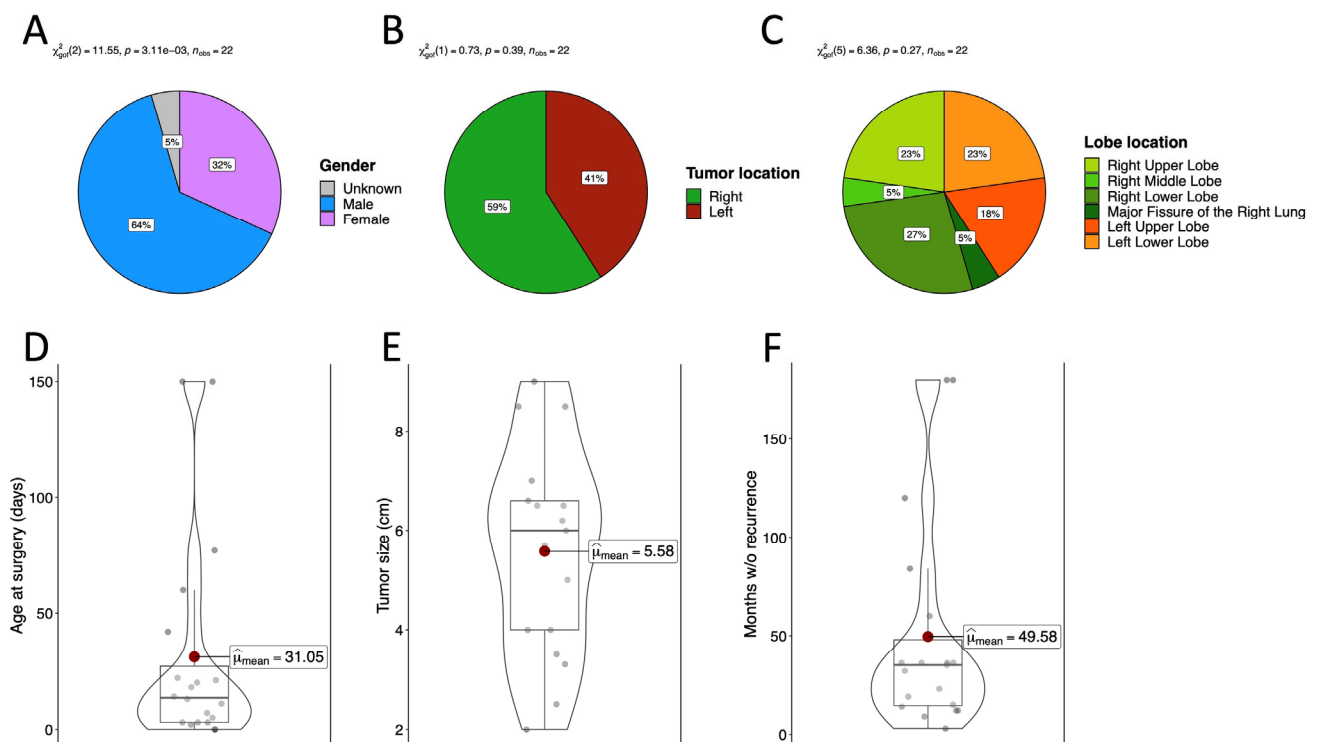 A
χ²gof(2) = 11.55, p = 3.11e−03, nobs = 22
5%
32%
64%
Gender
Unknown
Male
Female
B
χ²gof(1) = 0.73, p = 0.39, nobs = 22
41%
59%
Tumor location
Right
Left
C
χ²gof(5) = 6.36, p = 0.27, nobs = 22
23%
23%
5%
18%
27%
5%
Lobe location
Right Upper Lobe
Right Middle Lobe
Right Lower Lobe
Major Fissure of the Right Lung
Left Upper Lobe
Left Lower Lobe
D
Age at surgery (days)
150
100
50
0
μ̂mean = 31.05
E
Tumor size (cm)
8
6
4
2
μ̂mean = 5.58
F
Months w/o recurrence
150
100
50
0
μ̂mean = 49.58